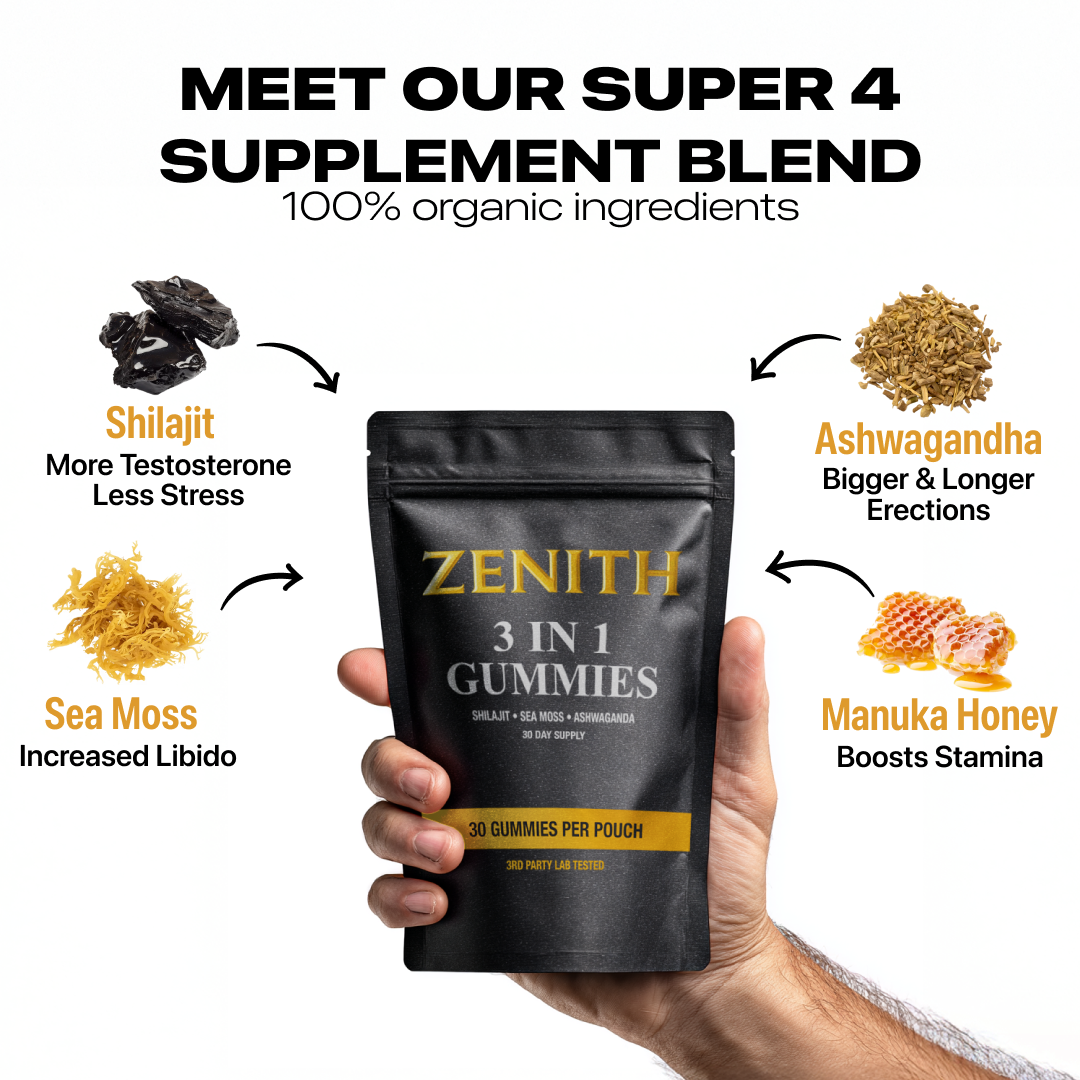 MEET OUR SUPER 4
SUPPLEMENT BLEND
100% organic ingredients
Shilajit
More Testosterone
Less Stress
Ashwagandha
Bigger & Longer
Erections
Sea Moss
Increased Libido
Manuka Honey
Boosts Stamina
ZENITH
3 IN 1
GUMMIES
SHILAJIT • SEA MOSS • ASHWAGANDA
30 DAY SUPPLY
30 GUMMIES PER POUCH
3RD PARTY LAB TESTED